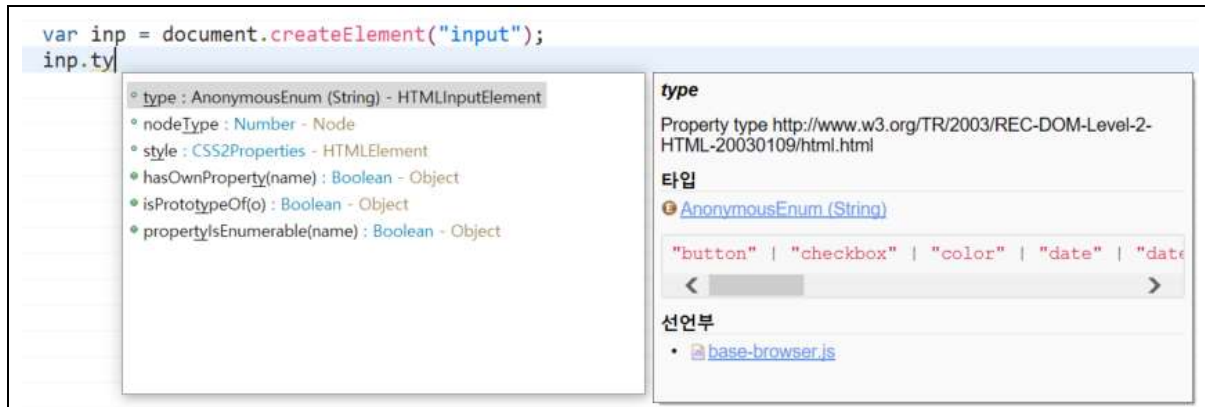 var inp = document.createElement("input");
inp.ty
type : AnonymousEnum (String) - HTMLInputElement
nodeType : Number - Node
style : CSS2Properties - HTMLElement
hasOwnProperty(name) : Boolean - Object
isPrototypeOf(o) : Boolean - Object
propertyIsEnumerable(name) : Boolean - Object
type
Property type http://www.w3.org/TR/2003/REC-DOM-Level-2-
HTML-20030109/html.html
타입
AnonymousEnum (String)
"button" | "checkbox" | "color" | "date" | "date
선언부
• base-browser.js